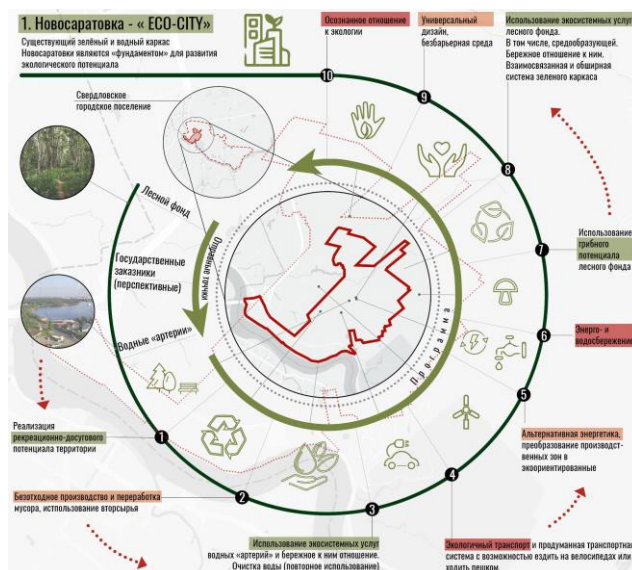 1. Новосаратовка - « ECO-CITY»
Существующий зелёный и водный каркас
Новосаратовки являются «фундаментом» для развития
экологического потенциала
Свердловское
городское поселение
Осознанное отношение
к экологии
Универсальный
дизайн,
безбарьерная среда
Использование экосистемных услуг
лесного фонда.
В том числе, средообразующей.
Бережное отношение к ним.
Взаимосвязанная и обширная
система зеленого каркаса
10
9
8
7
6
5
4
3
2
1
Лесной фонд
Государственные
заказники
(перспективные)
Водные «артерии»
Отправные точки
Программа
Использование
грибного
потенциала
лесного фонда
Энерго- и
водосбережение
Альтернативная энергетика,
преобразование производст-
венных зон в
экоориентированные
Экологичный транспорт и продуманная транспортная
система с возможностью ездить на велосипедах или
ходить пешком.
Использование экосистемных услуг
водных «артерий» и бережное к ним отношение.
Очистка воды (повторное использование)
Безотходное производство и переработка
мусора, использование вторсырья
Реализация
рекреационно-досугового
потенциала территории